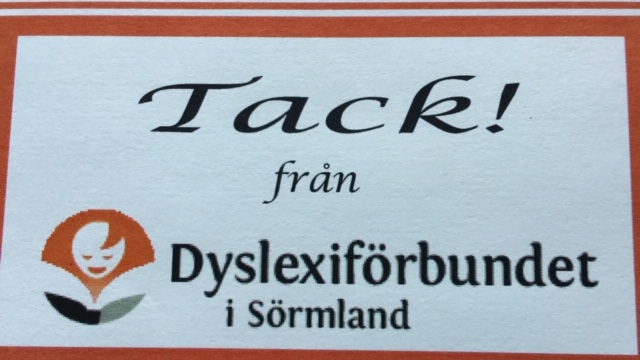 Tack!
från
Dyslexiförbundet
i Sörmland